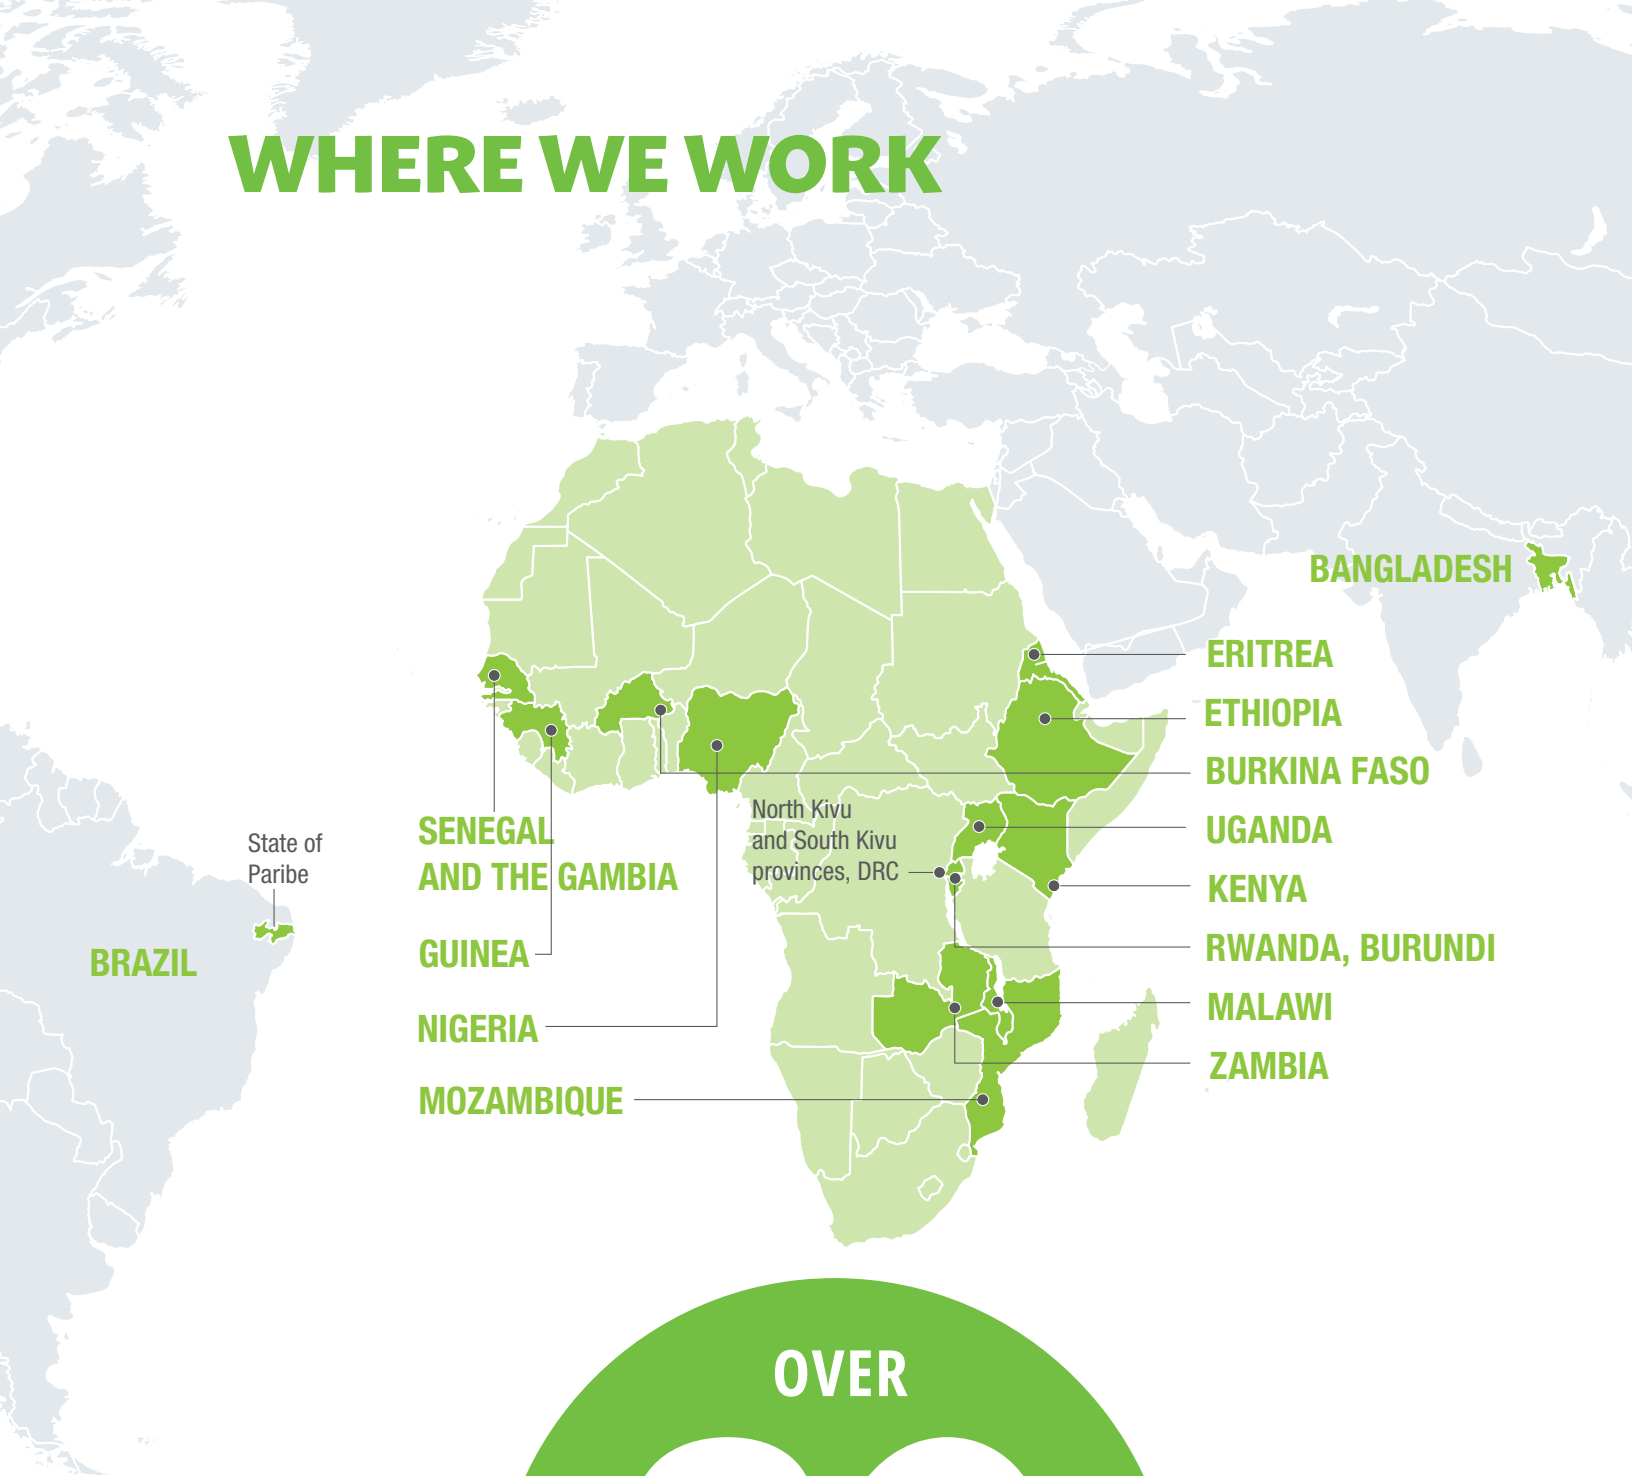 WHERE WE WORK
BANGLADESH
ERITREA
ETHIOPIA
BURKINA FASO
North Kivu
and South Kivu
provinces, DRC
UGANDA
KENYA
RWANDA, BURUNDI
MALAWI
ZAMBIA
SENEGAL
AND THE GAMBIA
GUINEA
NIGERIA
MOZAMBIQUE
State of
Paribe
BRAZIL
OVER